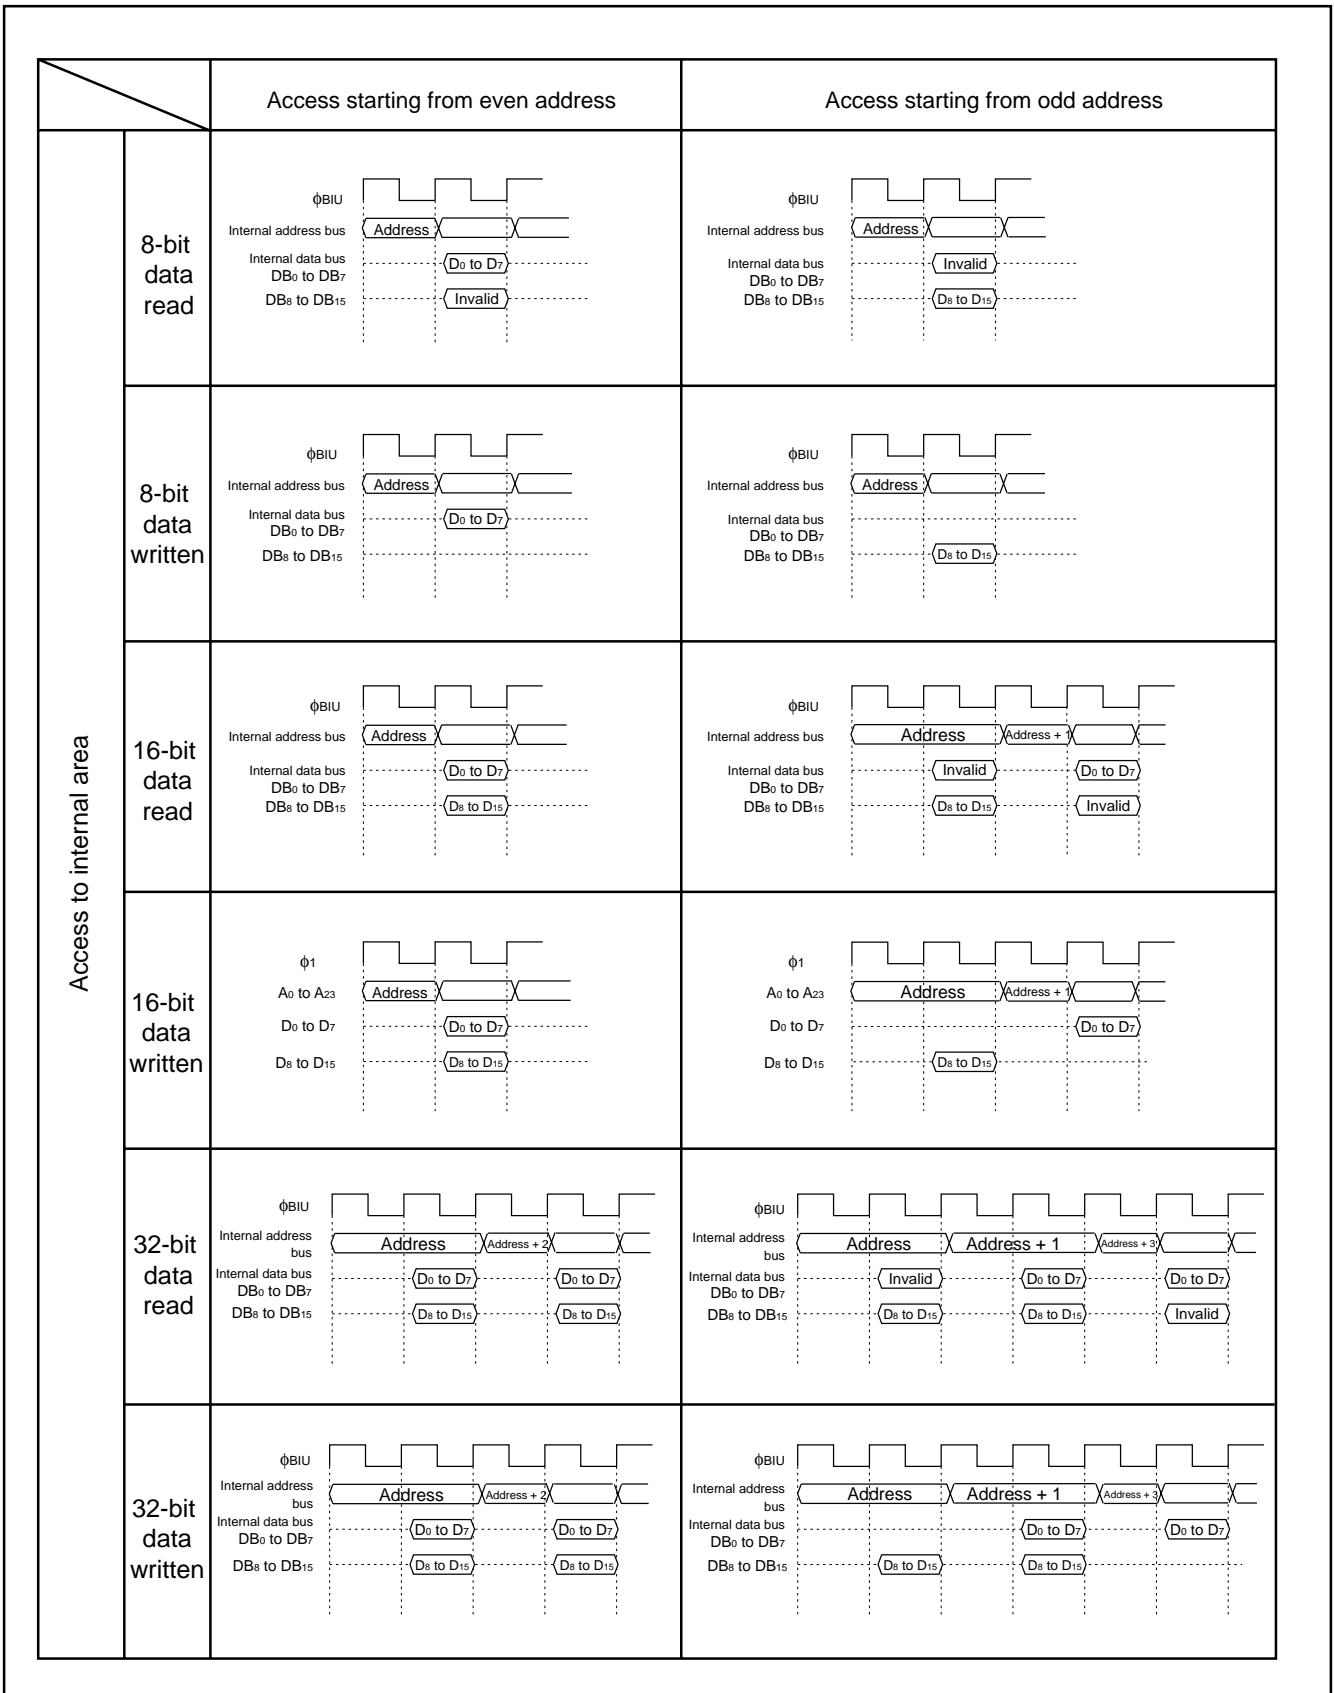 Access starting from even address
Access starting from odd address
Access to internal area
8-bit
data
read
ϕBIU
Internal address bus
Address
Internal data bus
DB0 to DB7
D0 to D7
DB8 to DB15
Invalid
ϕBIU
Internal address bus
Address
Internal data bus
DB0 to DB7
Invalid
DB8 to DB15
D8 to D15
8-bit
data
written
ϕBIU
Internal address bus
Address
Internal data bus
DB0 to DB7
D0 to D7
DB8 to DB15
ϕBIU
Internal address bus
Address
Internal data bus
DB0 to DB7
DB8 to DB15
D8 to D15
16-bit
data
read
ϕBIU
Internal address bus
Address
Internal data bus
DB0 to DB7
D0 to D7
DB8 to DB15
D8 to D15
ϕBIU
Internal address bus
Address Address + 1
Internal data bus
DB0 to DB7
Invalid D0 to D7
DB8 to DB15
D8 to D15 Invalid
16-bit
data
written
ϕ1
A0 to A23
Address
D0 to D7
D0 to D7
D8 to D15
D8 to D15
ϕ1
A0 to A23
Address Address + 1
D0 to D7
D0 to D7
D8 to D15
D8 to D15
32-bit
data
read
ϕBIU
Internal address
bus
Address Address + 2
Internal data bus
DB0 to DB7
D0 to D7 D0 to D7
DB8 to DB15
D8 to D15 D8 to D15
ϕBIU
Internal address
bus
Address Address + 1 Address + 3
Internal data bus
DB0 to DB7
Invalid D0 to D7 D0 to D7
DB8 to DB15
D8 to D15 D8 to D15 Invalid
32-bit
data
written
ϕBIU
Internal address
bus
Address Address + 2
Internal data bus
DB0 to DB7
D0 to D7 D0 to D7
DB8 to DB15
D8 to D15 D8 to D15
ϕBIU
Internal address
bus
Address Address + 1 Address + 3
Internal data bus
DB0 to DB7
D0 to D7 D0 to D7
DB8 to DB15
D8 to D15 D8 to D15